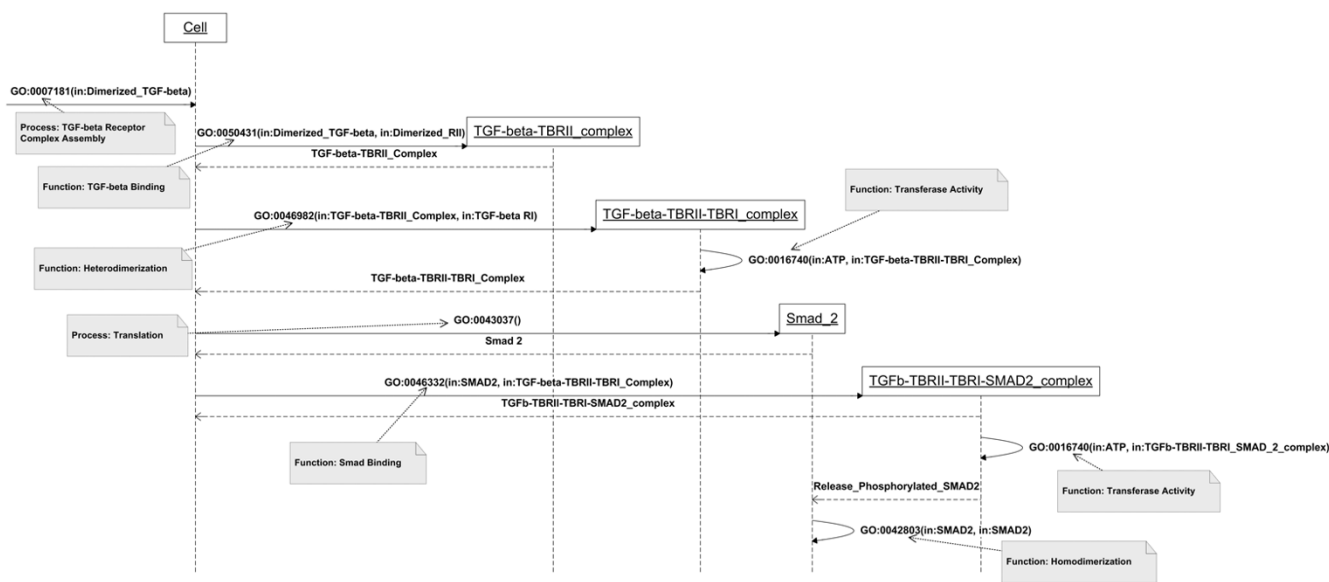 Cell
GO:0007181(in:Dimerized_TGF-beta)
Process: TGF-beta Receptor
Complex Assembly
GO:0050431(in:Dimerized_TGF-beta, in:Dimerized_RII)
TGF-beta-TBRII_complex
TGF-beta-TBRII_Complex
Function: TGF-beta Binding
Function: Transferase Activity
GO:0046982(in:TGF-beta-TBRII_Complex, in:TGF-beta RI)
TGF-beta-TBRII-TBRI_complex
Function: Heterodimerization
GO:0016740(in:ATP, in:TGF-beta-TBRII-TBRI_Complex)
TGF-beta-TBRII-TBRI_Complex
Process: Translation
GO:0043037()
Smad_2
Smad 2
GO:0046332(in:SMAD2, in:TGF-beta-TBRII-TBRI_Complex)
TGFb-TBRII-TBRI-SMAD2_complex
TGFb-TBRII-TBRI-SMAD2_complex
Function: Smad Binding
GO:0016740(in:ATP, in:TGFb-TBRII-TBRI_SMAD_2_complex)
Release_Phosphorylated_SMAD2
Function: Transferase Activity
GO:0042803(in:SMAD2, in:SMAD2)
Function: Homodimerization